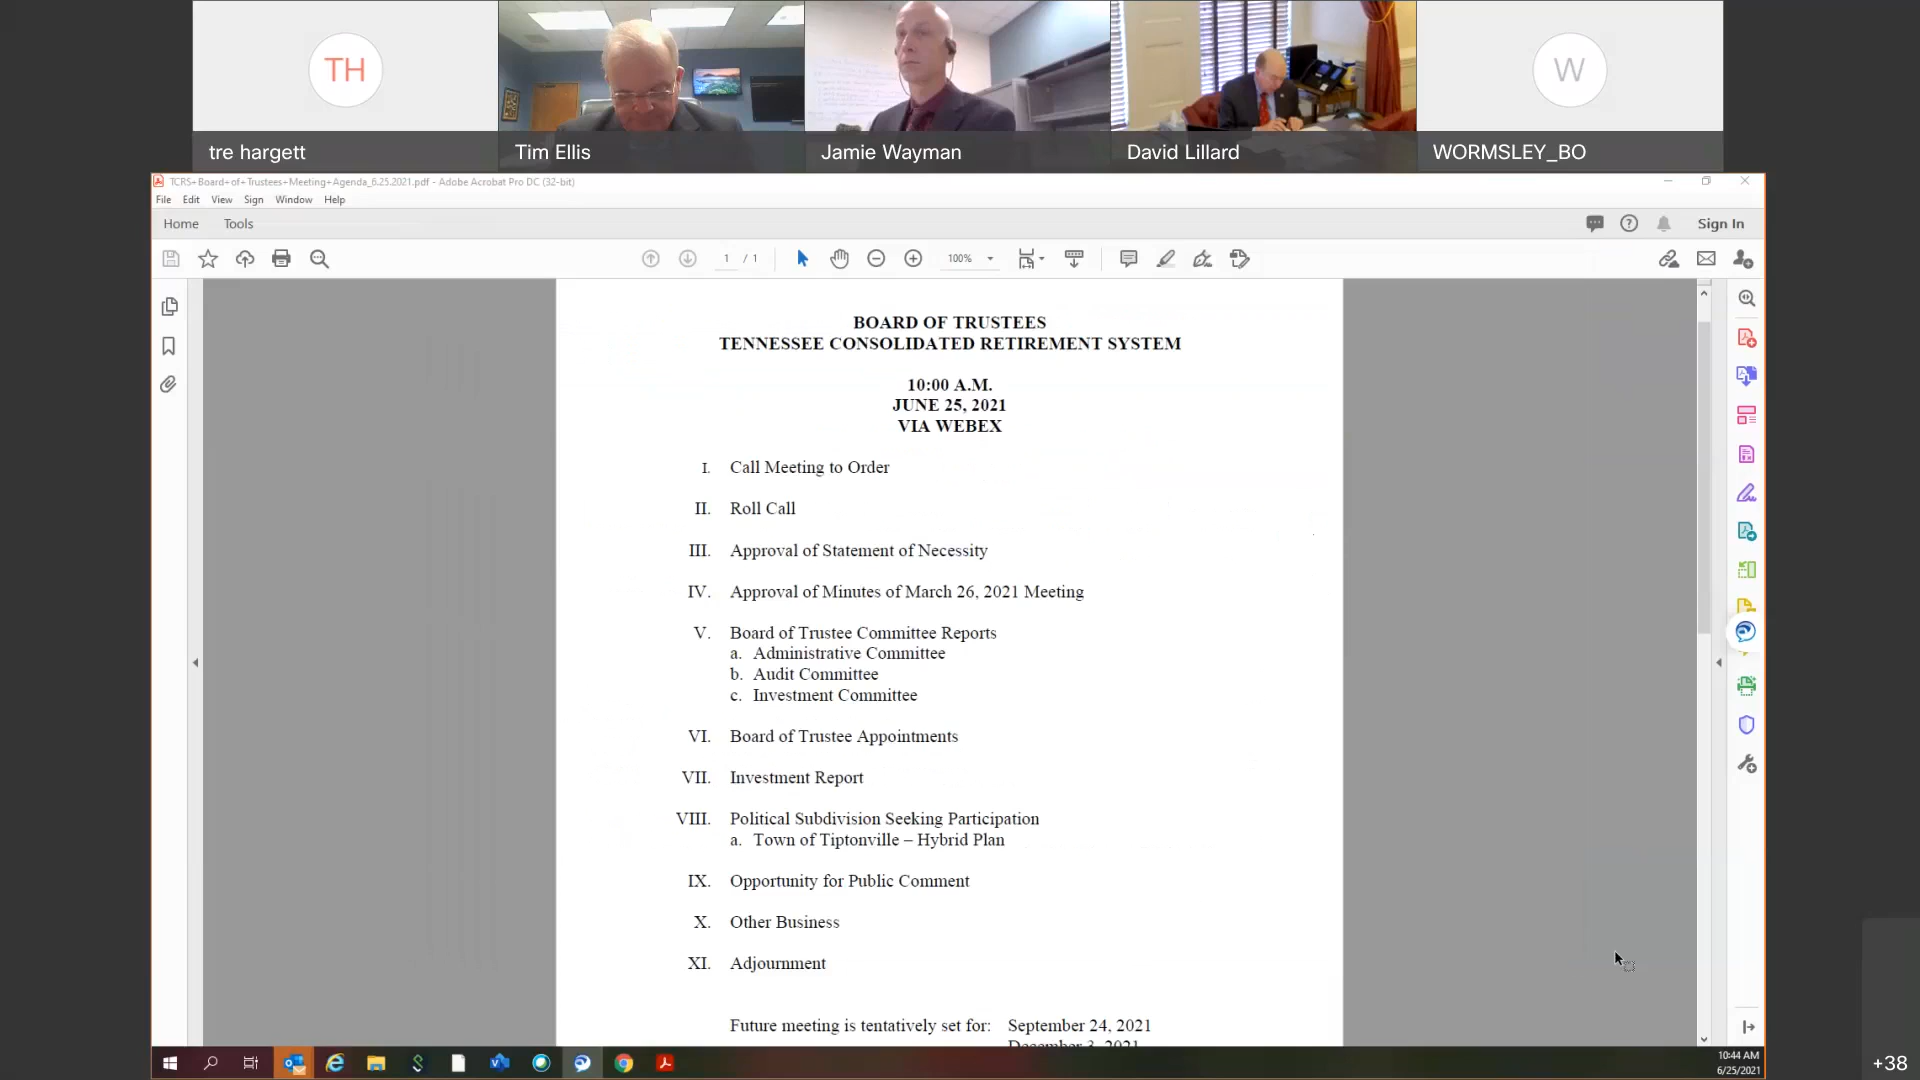 TH
W
tre hargett
Tim Ellis
Jamie Wayman
David Lillard
WORMSLEY_BO
TCRS+Board+of+Trustees+Meeting+Agenda_6.25.2021.pdf - Adobe Acrobat Pro DC (32-bit)
File Edit View Sign Window Help
Home Tools
Sign In
1 / 1
100%
BOARD OF TRUSTEES
TENNESSEE CONSOLIDATED RETIREMENT SYSTEM
10:00 A.M.
JUNE 25, 2021
VIA WEBEX
I. Call Meeting to Order
II. Roll Call
III. Approval of Statement of Necessity
IV. Approval of Minutes of March 26, 2021 Meeting
V. Board of Trustee Committee Reports
a. Administrative Committee
b. Audit Committee
c. Investment Committee
VI. Board of Trustee Appointments
VII. Investment Report
VIII. Political Subdivision Seeking Participation
a. Town of Tiptonville – Hybrid Plan
IX. Opportunity for Public Comment
X. Other Business
XI. Adjournment
Future meeting is tentatively set for: September 24, 2021
December 3, 2021
10:44 AM
6/25/2021
+38